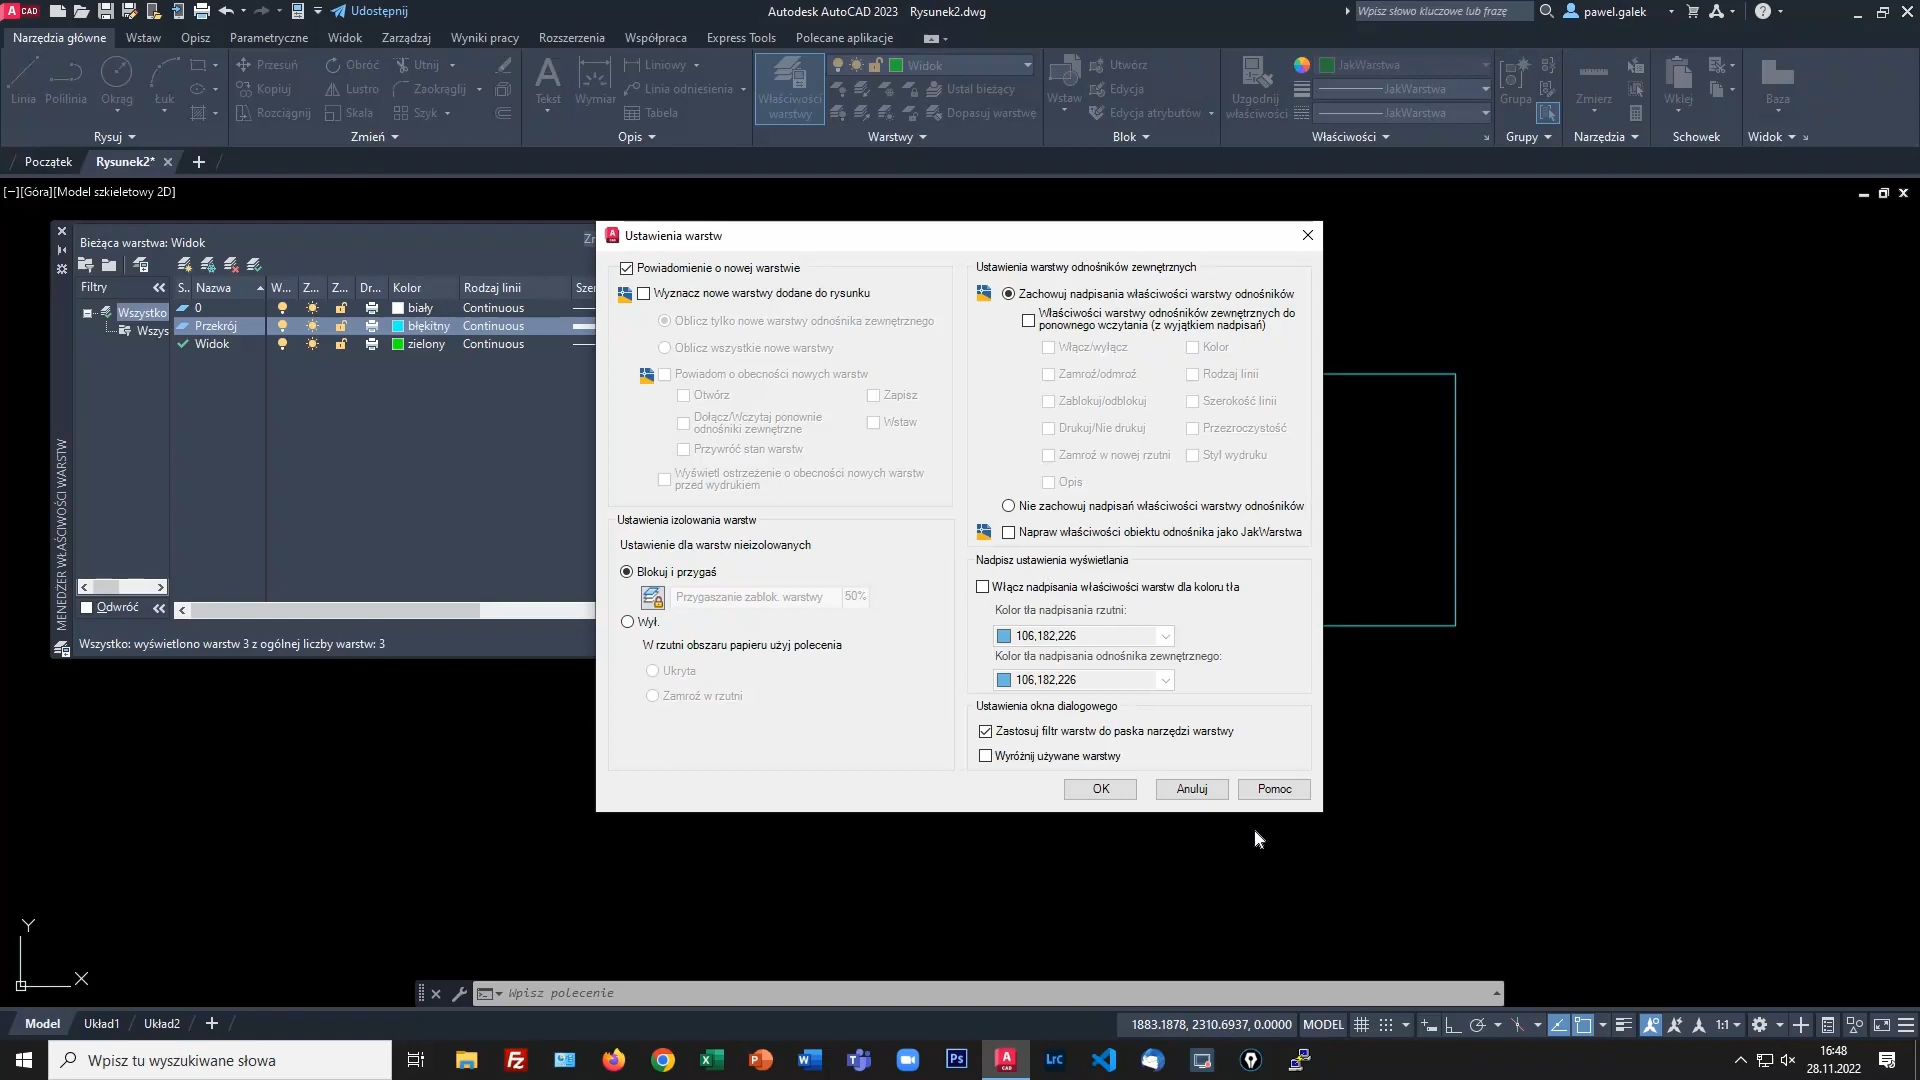 CAD
Udostępnij
Autodesk AutoCAD 2023 Rysunek2.dwg
Wpisz słowo kluczowe lub frazę
pawel.galek
Narzędzia główne Wstaw Opisz Parametryczne Widok Zarządzaj Wyniki pracy Rozszerzenia Współpraca Express Tools Polecane aplikacje
Linia Polilinia Okrąg Łuk
Przesuń Obróć Utnij
Kopiuj Lustro Zaokrąglij
Rozciągnij Skala Szyk
Tekst Wymiar
Liniowy
Linia odniesienia
Tabela
Właściwości warstwy
Widok
Ustal bieżący
Dopasuj warstwę
Wstaw
Utwórz
Edycja
Edycja atrybutów
Uzgodnij właściwości
JakWarstwa
JakWarstwa
JakWarstwa
Grupa Zmierz Wklej Baza
Rysuj Zmień Opis Warstwy Blok Właściwości Grupy Narzędzia Schowek Widok
Początek Rysunek2* +
[−][Góra][Model szkieletowy 2D]
Bieżąca warstwa: Widok
Zn
Filtry
S.. Nazwa W... Z... Z... Dr... Kolor Rodzaj linii Szer
Wszystko
Wszys
0 biały Continuous
Przekrój błękitny Continuous
Widok zielony Continuous
Odwróć
MENEDŻER WŁAŚCIWOŚCI WARSTW
Wszystko: wyświetlono warstw 3 z ogólnej liczby warstw: 3
Ustawienia warstw
Powiadomienie o nowej warstwie
Wyznacz nowe warstwy dodane do rysunku
Oblicz tylko nowe warstwy odnośnika zewnętrznego
Oblicz wszystkie nowe warstwy
Powiadom o obecności nowych warstw
Otwórz Zapisz
Dołącz/Wczytaj ponownie
odnośniki zewnętrzne
Wstaw
Przywróć stan warstw
Wyświetl ostrzeżenie o obecności nowych warstw
przed wydrukiem
Ustawienia izolowania warstw
Ustawienie dla warstw nieizolowanych
Blokuj i przygaś
Przygaszanie zablok. warstwy 50%
Wył.
W rzutni obszaru papieru użyj polecenia
Ukryta
Zamroź w rzutni
Ustawienia warstwy odnośników zewnętrznych
Zachowuj nadpisania właściwości warstwy odnośników
Właściwości warstwy odnośników zewnętrznych do
ponownego wczytania (z wyjątkiem nadpisań)
Włącz/wyłącz Kolor
Zamroź/odmroź Rodzaj linii
Zablokuj/odblokuj Szerokość linii
Drukuj/Nie drukuj Przezroczystość
Zamroź w nowej rzutni Styl wydruku
Opis
Nie zachowuj nadpisań właściwości warstwy odnośników
Napraw właściwości obiektu odnośnika jako JakWarstwa
Nadpisz ustawienia wyświetlania
Włącz nadpisania właściwości warstw dla koloru tła
Kolor tła nadpisania rzutni:
106,182,226
Kolor tła nadpisania odnośnika zewnętrznego:
106,182,226
Ustawienia okna dialogowego
Zastosuj filtr warstw do paska narzędzi warstwy
Wyróżnij używane warstwy
OK Anuluj Pomoc
Y
X
Wpisz polecenie
Model Układ1 Układ2 +
1883.1878, 2310.6937, 0.0000 MODEL 1:1
Wpisz tu wyszukiwane słowa
Ps
CAD
Lrc
16:48
28.11.2022